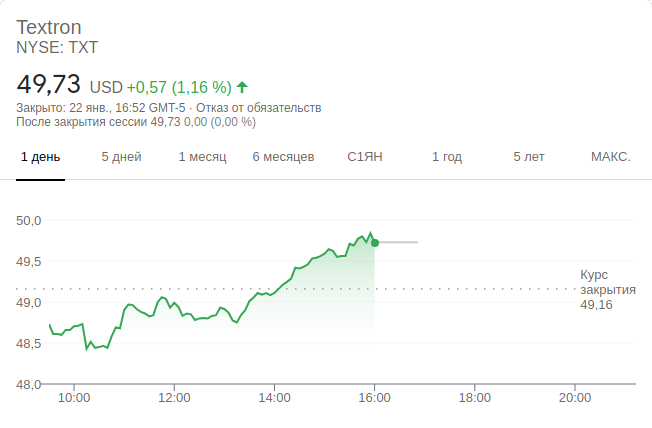 Textron
NYSE: TXT
49,73 USD +0,57 (1,16 %)
Закрыто: 22 янв., 16:52 GMT-5 · Отказ от обязательств
После закрытия сессии 49,73 0,00 (0,00 %)
1 день 5 дней 1 месяц 6 месяцев С1ЯН 1 год 5 лет МАКС.
50,0
49,5
49,0
48,5
48,0
Курс
закрытия
49,16
10:00 12:00 14:00 16:00 18:00 20:00